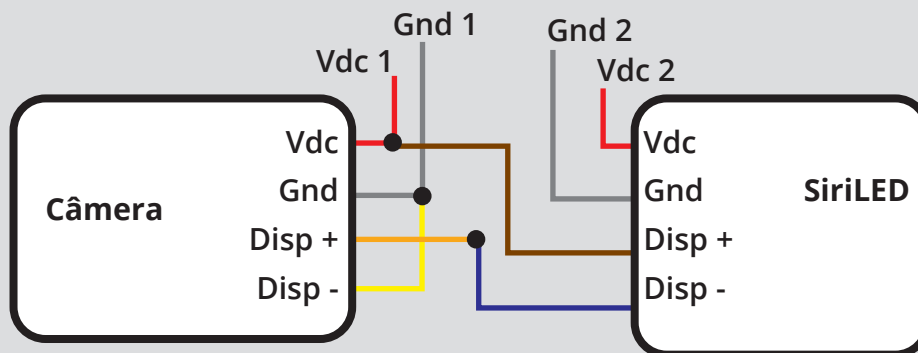 Gnd 1
Vdc 1
Gnd 2
Vdc 2
Câmera
Vdc
Gnd
Disp +
Disp -
Vdc
Gnd
Disp +
Disp -
SiriLED